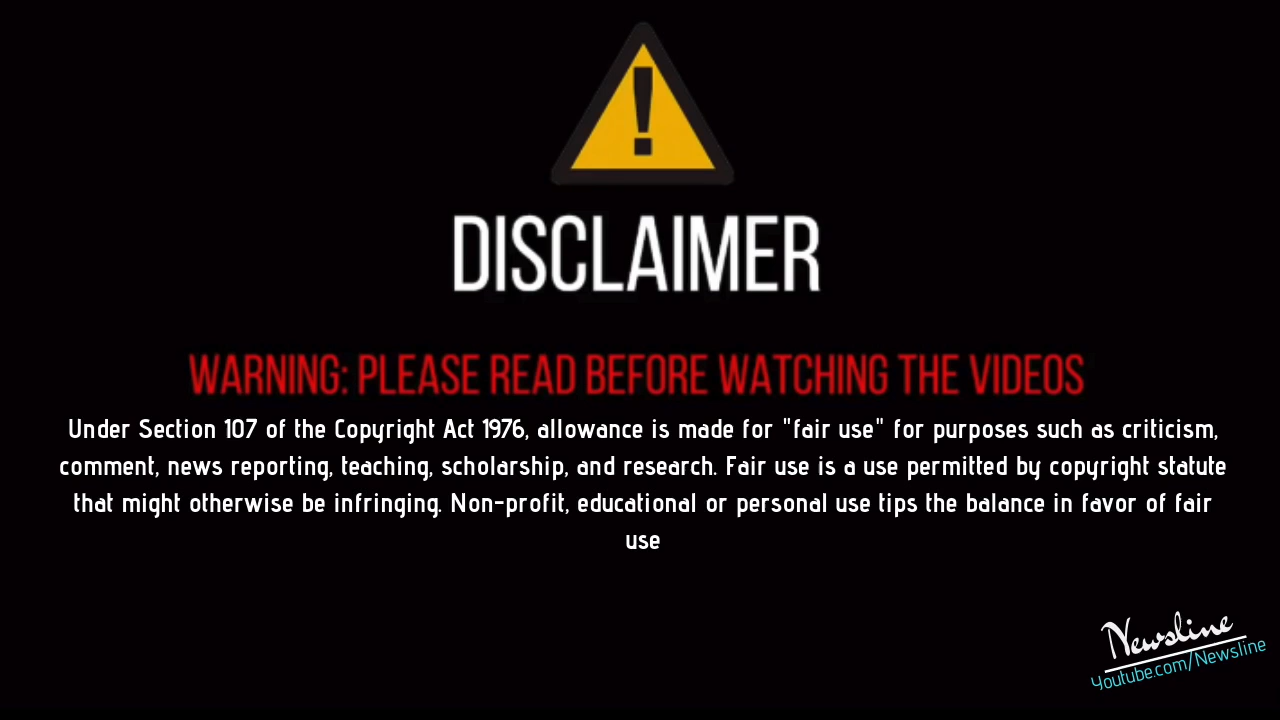 !
DISCLAIMER
WARNING: PLEASE READ BEFORE WATCHING THE VIDEOS
Under Section 107 of the Copyright Act 1976, allowance is made for "fair use" for purposes such as criticism,
comment, news reporting, teaching, scholarship, and research. Fair use is a use permitted by copyright statute
that might otherwise be infringing. Non-profit, educational or personal use tips the balance in favor of fair
use
Newsline
Youtube.com/Newsline